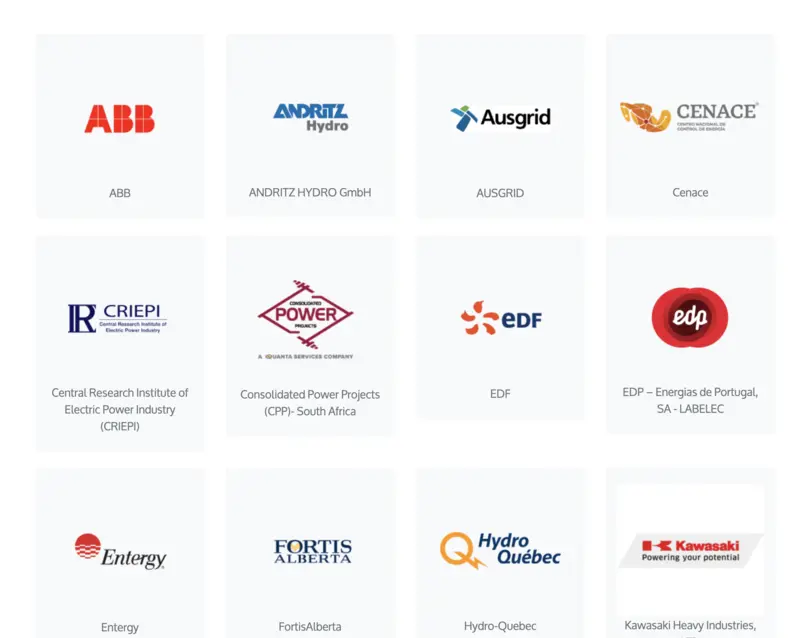 ABB
ANDRITZ
Hydro
Ausgrid
CENACE®
CENTRO NACIONAL DE
CONTROL DE ENERGÍA
ABB
ANDRITZ HYDRO GmbH
AUSGRID
Cenace
R CRIEPI
Central Research Institute of
Electric Power Industry
CONSOLIDATED
POWER
PROJECTS
A QUANTA SERVICES COMPANY
EDF
edp
Central Research Institute of
Electric Power Industry
(CRIEPI)
Consolidated Power Projects
(CPP)- South Africa
EDF
EDP – Energias de Portugal,
SA - LABELEC
Entergy
FORTIS
ALBERTA
Hydro
Québec
Kawasaki
Powering your potential
Entergy
FortisAlberta
Hydro-Quebec
Kawasaki Heavy Industries,